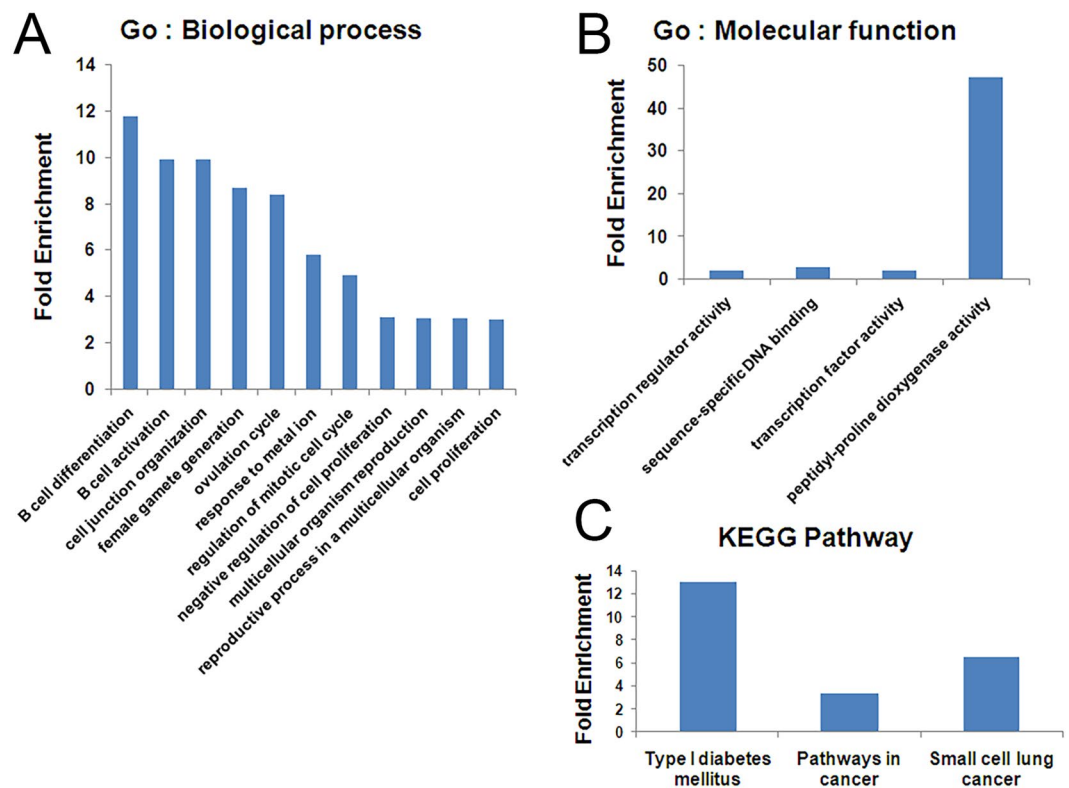 A
Go : Biological process
Fold Enrichment
14
12
10
8
6
4
2
0
B cell differentiation
B cell activation
cell junction organization
female gamete generation
ovulation cycle
response to metal ion
regulation of mitotic cell cycle
negative regulation of cell proliferation
multicellular organism reproduction
reproductive process in a multicellular organism
cell proliferation
B
Go : Molecular function
Fold Enrichment
50
40
30
20
10
0
transcription regulator activity
sequence-specific DNA binding
transcription factor activity
peptidyl-proline dioxygenase activity
C
KEGG Pathway
Fold Enrichment
14
12
10
8
6
4
2
0
Type I diabetes
mellitus
Pathways in
cancer
Small cell lung
cancer